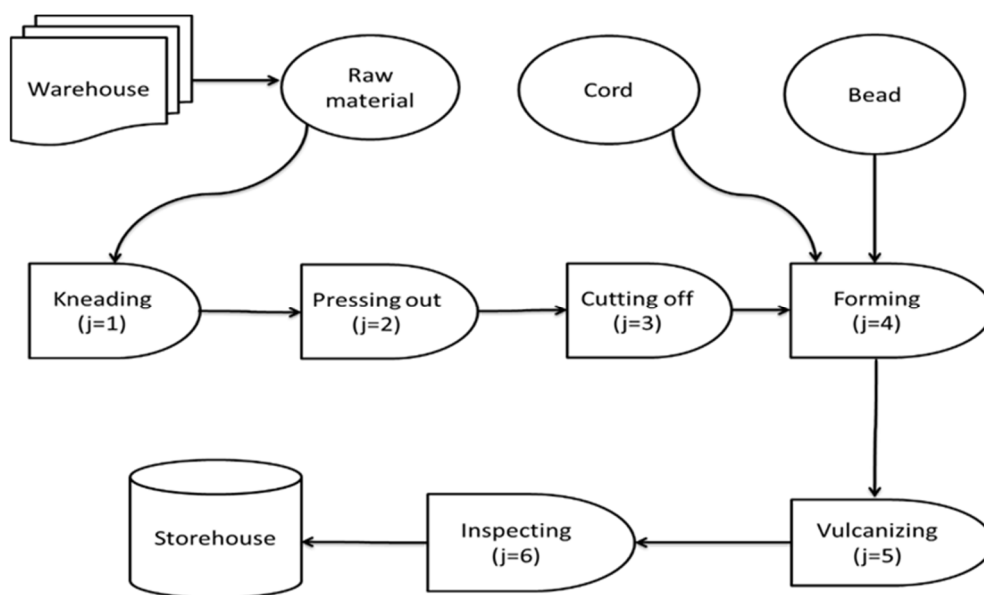 Warehouse
Raw
material
Cord
Bead
Kneading
(j=1)
Pressing out
(j=2)
Cutting off
(j=3)
Forming
(j=4)
Storehouse
Inspecting
(j=6)
Vulcanizing
(j=5)